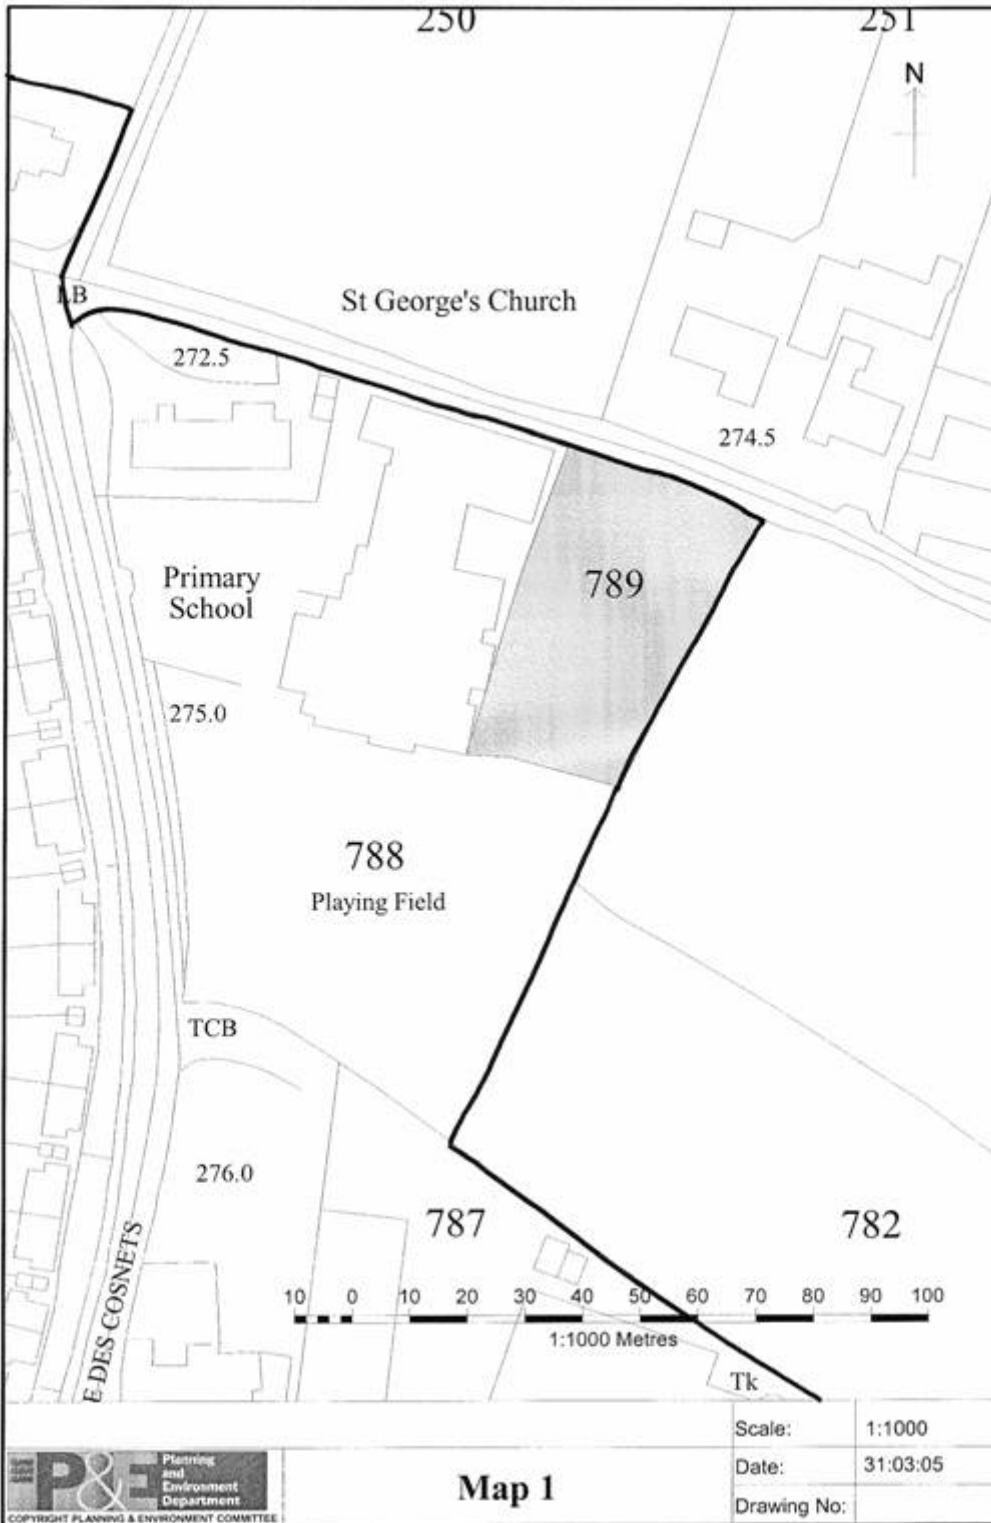 250
251
N
LB
St George's Church
272.5
274.5
789
Primary
School
275.0
788
Playing Field
TCB
276.0
787
782
E DES COSNETS
10 0 10 20 30 40 50 60 70 80 90 100
1:1000 Metres
Tk
Scale: 1:1000
Date: 31:03:05
Drawing No:
Map 1
P&E
Planning
and
Environment
Department
COPYRIGHT PLANNING & ENVIRONMENT COMMITTEE